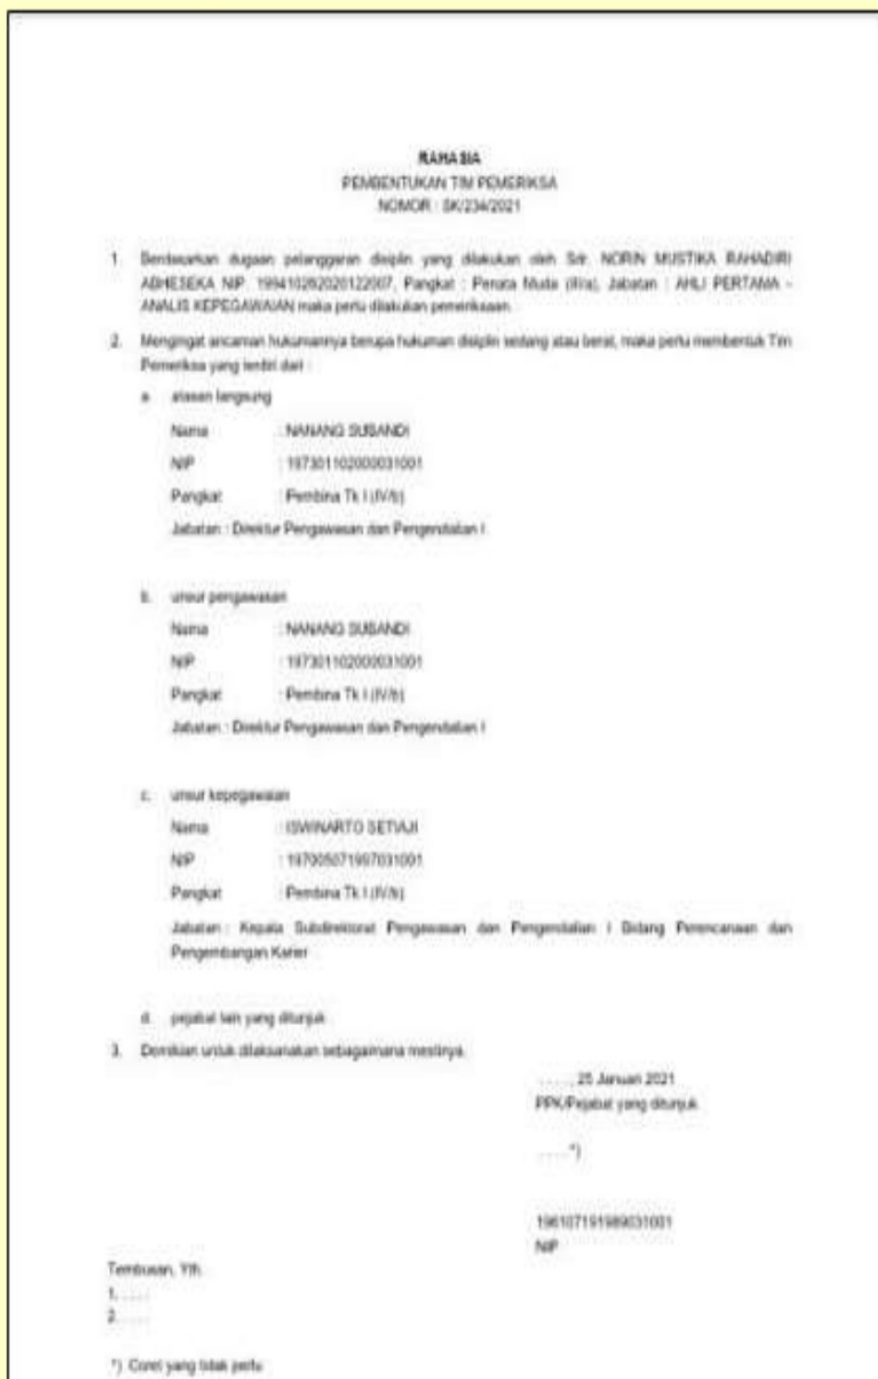 RAHASIA
PEMBENTUKAN TIM PEMERIKSA
NOMOR : SK/234/2021
1. Berdasarkan dugaan pelanggaran disiplin yang dilakukan oleh Sdr. NORIN MUSTIKA RAHADIRI
ABHESEKA NIP. 199410262020122007, Pangkat : Penata Muda (III/a), Jabatan : AHLI PERTAMA -
ANALIS KEPEGAWAIAN maka perlu dilakukan pemeriksaan.
2. Mengingat ancaman hukumannya berupa hukuman disiplin sedang atau berat, maka perlu membentuk Tim
Pemeriksa yang terdiri dari :
a. atasan langsung
Nama : NANANG SUBANDI
NIP : 197301102000031001
Pangkat : Pembina Tk I (IV/b)
Jabatan : Direktur Pengawasan dan Pengendalian I
b. unsur pengawasan
Nama : NANANG SUBANDI
NIP : 197301102000031001
Pangkat : Pembina Tk I (IV/b)
Jabatan : Direktur Pengawasan dan Pengendalian I
c. unsur kepegawaian
Nama : ISWINARTO SETIAJI
NIP : 197005071997031001
Pangkat : Pembina Tk I (IV/b)
Jabatan : Kepala Subdirektorat Pengawasan dan Pengendalian I Bidang Perencanaan dan
Pengembangan Karier
d. pejabat lain yang ditunjuk
3. Demikian untuk dilaksanakan sebagaimana mestinya.
....., 25 Januari 2021
PPK/Pejabat yang ditunjuk
.....*)
196107191989031001
NIP
Tembusan, Yth.
1. .....
2. .....
*) Coret yang tidak perlu